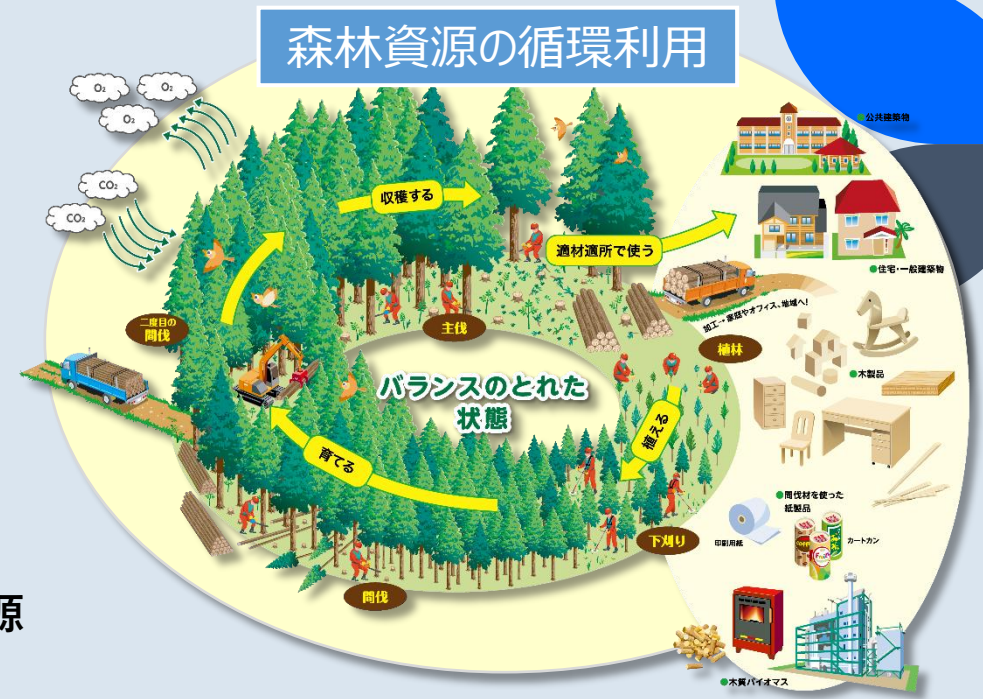 森林資源の循環利用
O₂
O₂
O₂
CO₂
CO₂
収穫する
適材適所で使う
●公共建築物
●住宅・一般建築物
加工→家庭やオフィス、地域へ!
二度目の
間伐
主伐
植林
バランスのとれた
状態
植える
育てる
●木製品
●間伐材を使った
紙製品
印刷用紙
カートカン
下刈り
間伐
源
●木質バイオマス